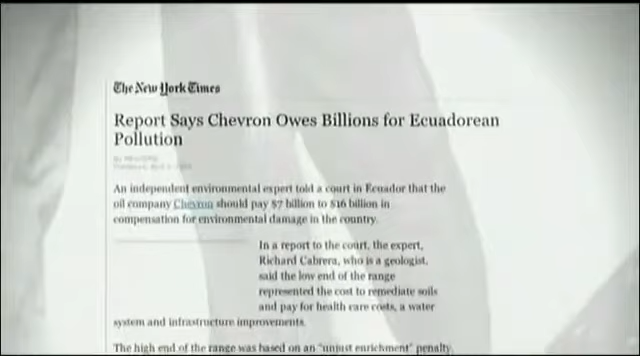 The New York Times
Report Says Chevron Owes Billions for Ecuadorean
Pollution
An independent environmental expert told a court in Ecuador that the
oil company Chevron should pay $7 billion to $16 billion in
compensation for environmental damage in the country.
In a report to the court, the expert,
Richard Cabrera, who is a geologist,
said the low end of the range
represented the cost to remediate soils
and pay for health care costs, a water
system and infrastructure improvements.
The high end of the range was based on an "unjust enrichment" penalty